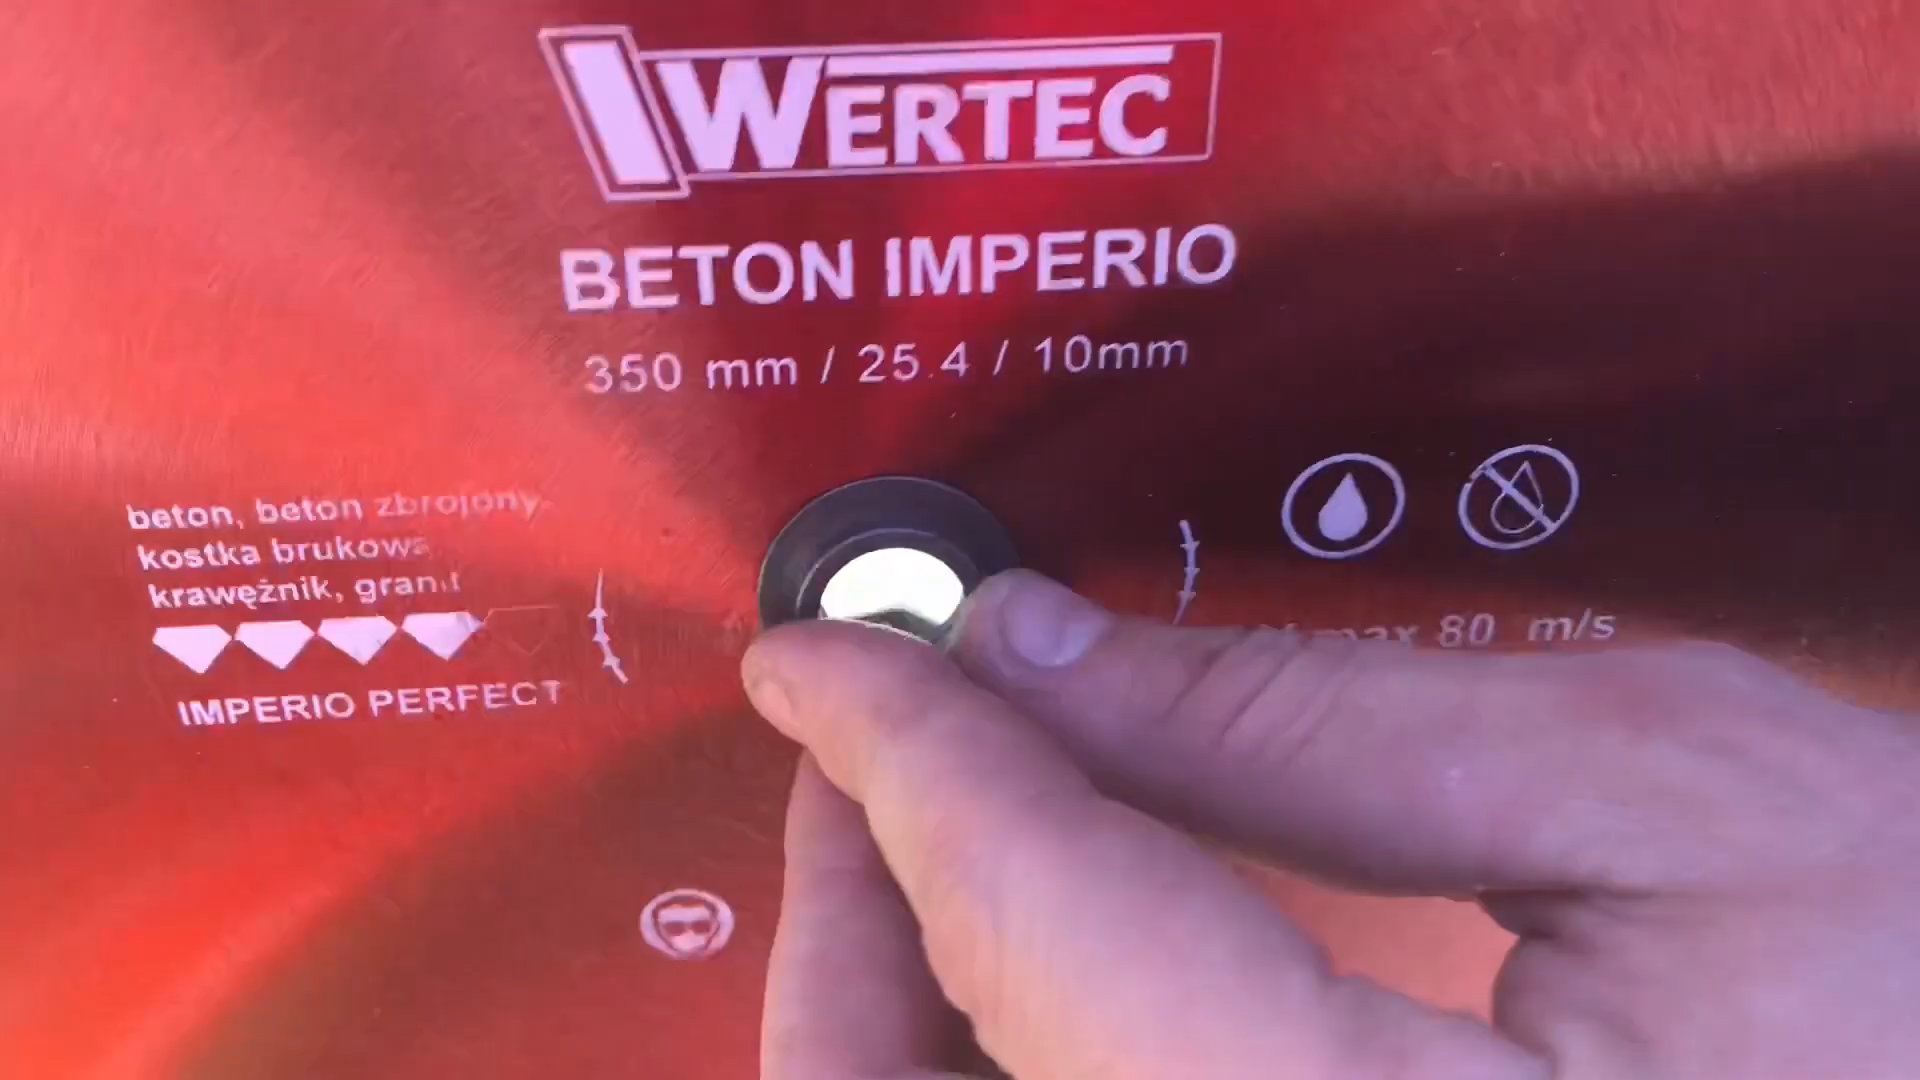 WERTEC
BETON IMPERIO
350 mm / 25.4 / 10mm
beton, beton zbrojony
kostka brukowa
krawężnik, granit
IMPERIO PERFECT
max 80 m/s